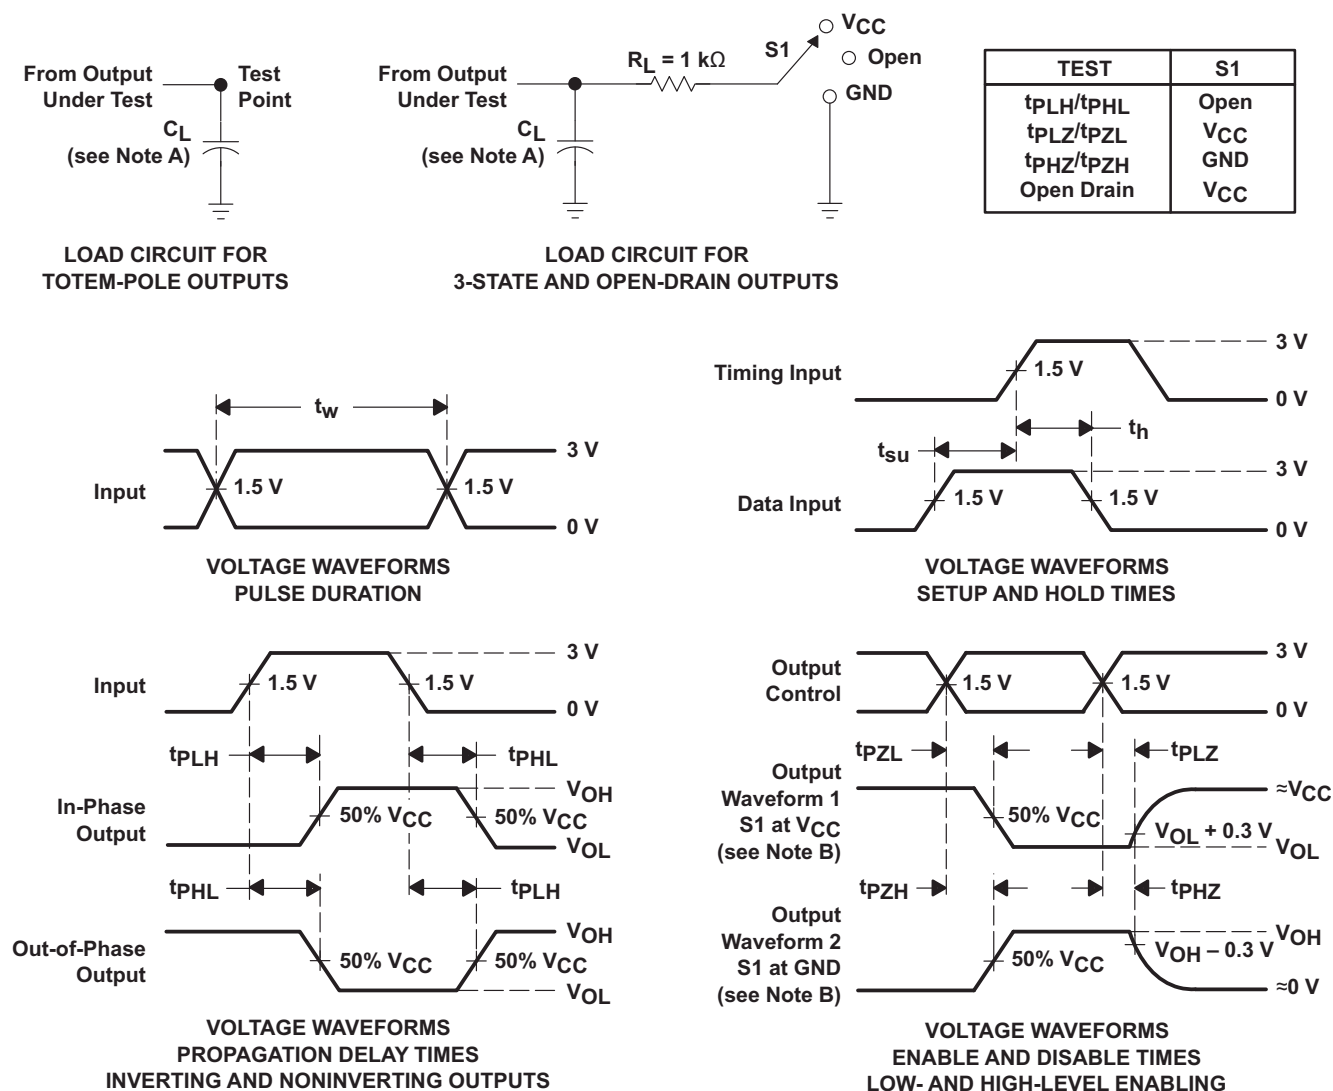 From Output
Under Test
Test
Point
CL
(see Note A)
LOAD CIRCUIT FOR
TOTEM-POLE OUTPUTS
From Output
Under Test
RL = 1 kΩ
S1
VCC
Open
GND
CL
(see Note A)
LOAD CIRCUIT FOR
3-STATE AND OPEN-DRAIN OUTPUTS
TEST S1
tPLH/tPHL Open
tPLZ/tPZL VCC
tPHZ/tPZH GND
Open Drain VCC
tw
Input
1.5 V
1.5 V
3 V
0 V
VOLTAGE WAVEFORMS
PULSE DURATION
Timing Input
1.5 V
3 V
0 V
th
tsu
Data Input
1.5 V
1.5 V
3 V
0 V
VOLTAGE WAVEFORMS
SETUP AND HOLD TIMES
Input
1.5 V
1.5 V
3 V
0 V
tPLH
tPHL
In-Phase
Output
50% VCC
50% VCC
VOH
VOL
tPHL
tPLH
Out-of-Phase
Output
50% VCC
50% VCC
VOH
VOL
VOLTAGE WAVEFORMS
PROPAGATION DELAY TIMES
INVERTING AND NONINVERTING OUTPUTS
Output
Control
1.5 V
1.5 V
3 V
0 V
tPZL
tPLZ
Output
Waveform 1
S1 at VCC
(see Note B)
50% VCC
VOL + 0.3 V
≈VCC
VOL
tPZH
tPHZ
Output
Waveform 2
S1 at GND
(see Note B)
50% VCC
VOH − 0.3 V
VOH
≈0 V
VOLTAGE WAVEFORMS
ENABLE AND DISABLE TIMES
LOW- AND HIGH-LEVEL ENABLING